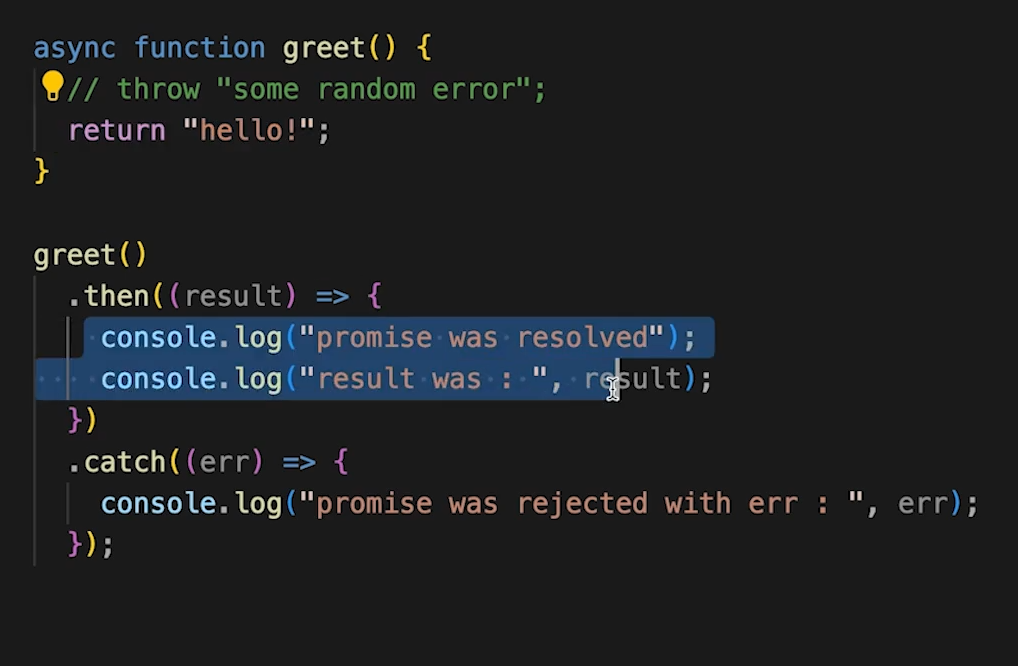 async function greet() {
// throw "some random error";
return "hello!";
}
greet()
.then((result) => {
console.log("promise was resolved");
console.log("result was : ", result);
})
.catch((err) => {
console.log("promise was rejected with err : ", err);
});